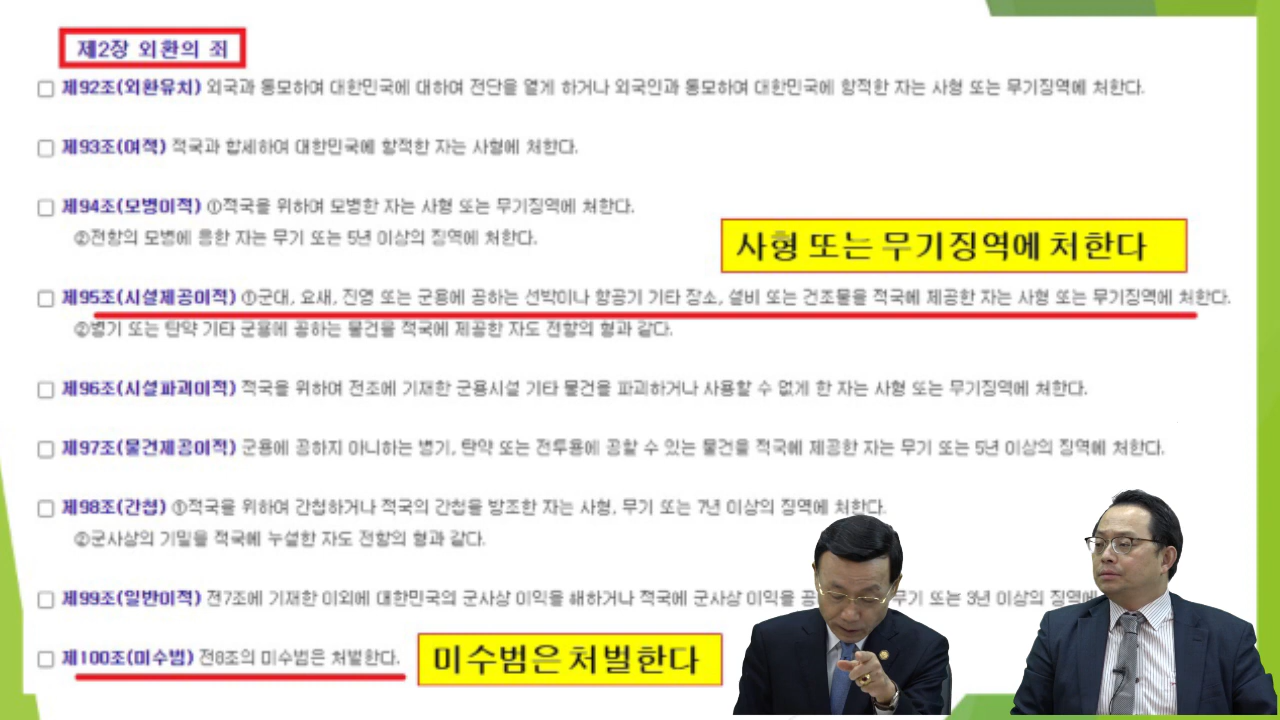 제2장 외환의 죄
제92조(외환유치) 외국과 통모하여 대한민국에 대하여 전단을 열게 하거나 외국인과 통모하여 대한민국에 항적한 자는 사형 또는 무기징역에 처한다.
제93조(여적) 적국과 합세하여 대한민국에 항적한 자는 사형에 처한다.
제94조(모병이적) ①적국을 위하여 모병한 자는 사형 또는 무기징역에 처한다.
②전항의 모병에 응한 자는 무기 또는 5년 이상의 징역에 처한다.
사형 또는 무기징역에 처한다
제95조(시설제공이적) ①군대, 요새, 진영 또는 군용에 공하는 선박이나 항공기 기타 장소, 설비 또는 건조물을 적국에 제공한 자는 사형 또는 무기징역에 처한다.
②병기 또는 탄약 기타 군용에 공하는 물건을 적국에 제공한 자도 전항의 형과 같다.
제96조(시설파괴이적) 적국을 위하여 전조에 기재한 군용시설 기타 물건을 파괴하거나 사용할 수 없게 한 자는 사형 또는 무기징역에 처한다.
제97조(물건제공이적) 군용에 공하지 아니하는 병기, 탄약 또는 전투용에 공할 수 있는 물건을 적국에 제공한 자는 무기 또는 5년 이상의 징역에 처한다.
제98조(간첩) ①적국을 위하여 간첩하거나 적국의 간첩을 방조한 자는 사형, 무기 또는 7년 이상의 징역에 처한다.
②군사상의 기밀을 적국에 누설한 자도 전항의 형과 같다.
제99조(일반이적) 전7조에 기재한 이외에 대한민국의 군사상 이익을 해하거나 적국에 군사상 이익을 공 무기 또는 3년 이상의 징역에
제100조(미수범) 전8조의 미수범은 처벌한다.
미수범은 처벌한다